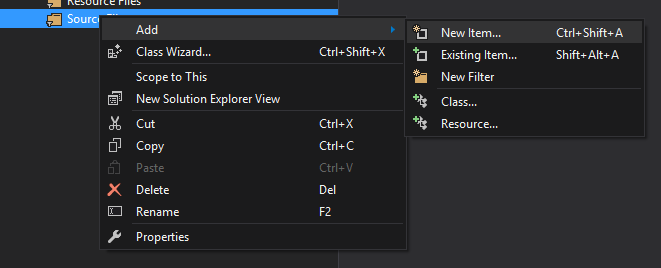 Resource Files
Source
Add
Class Wizard... Ctrl+Shift+X
Scope to This
New Solution Explorer View
Cut Ctrl+X
Copy Ctrl+C
Paste Ctrl+V
Delete Del
Rename F2
Properties
New Item... Ctrl+Shift+A
Existing Item... Shift+Alt+A
New Filter
Class...
Resource...